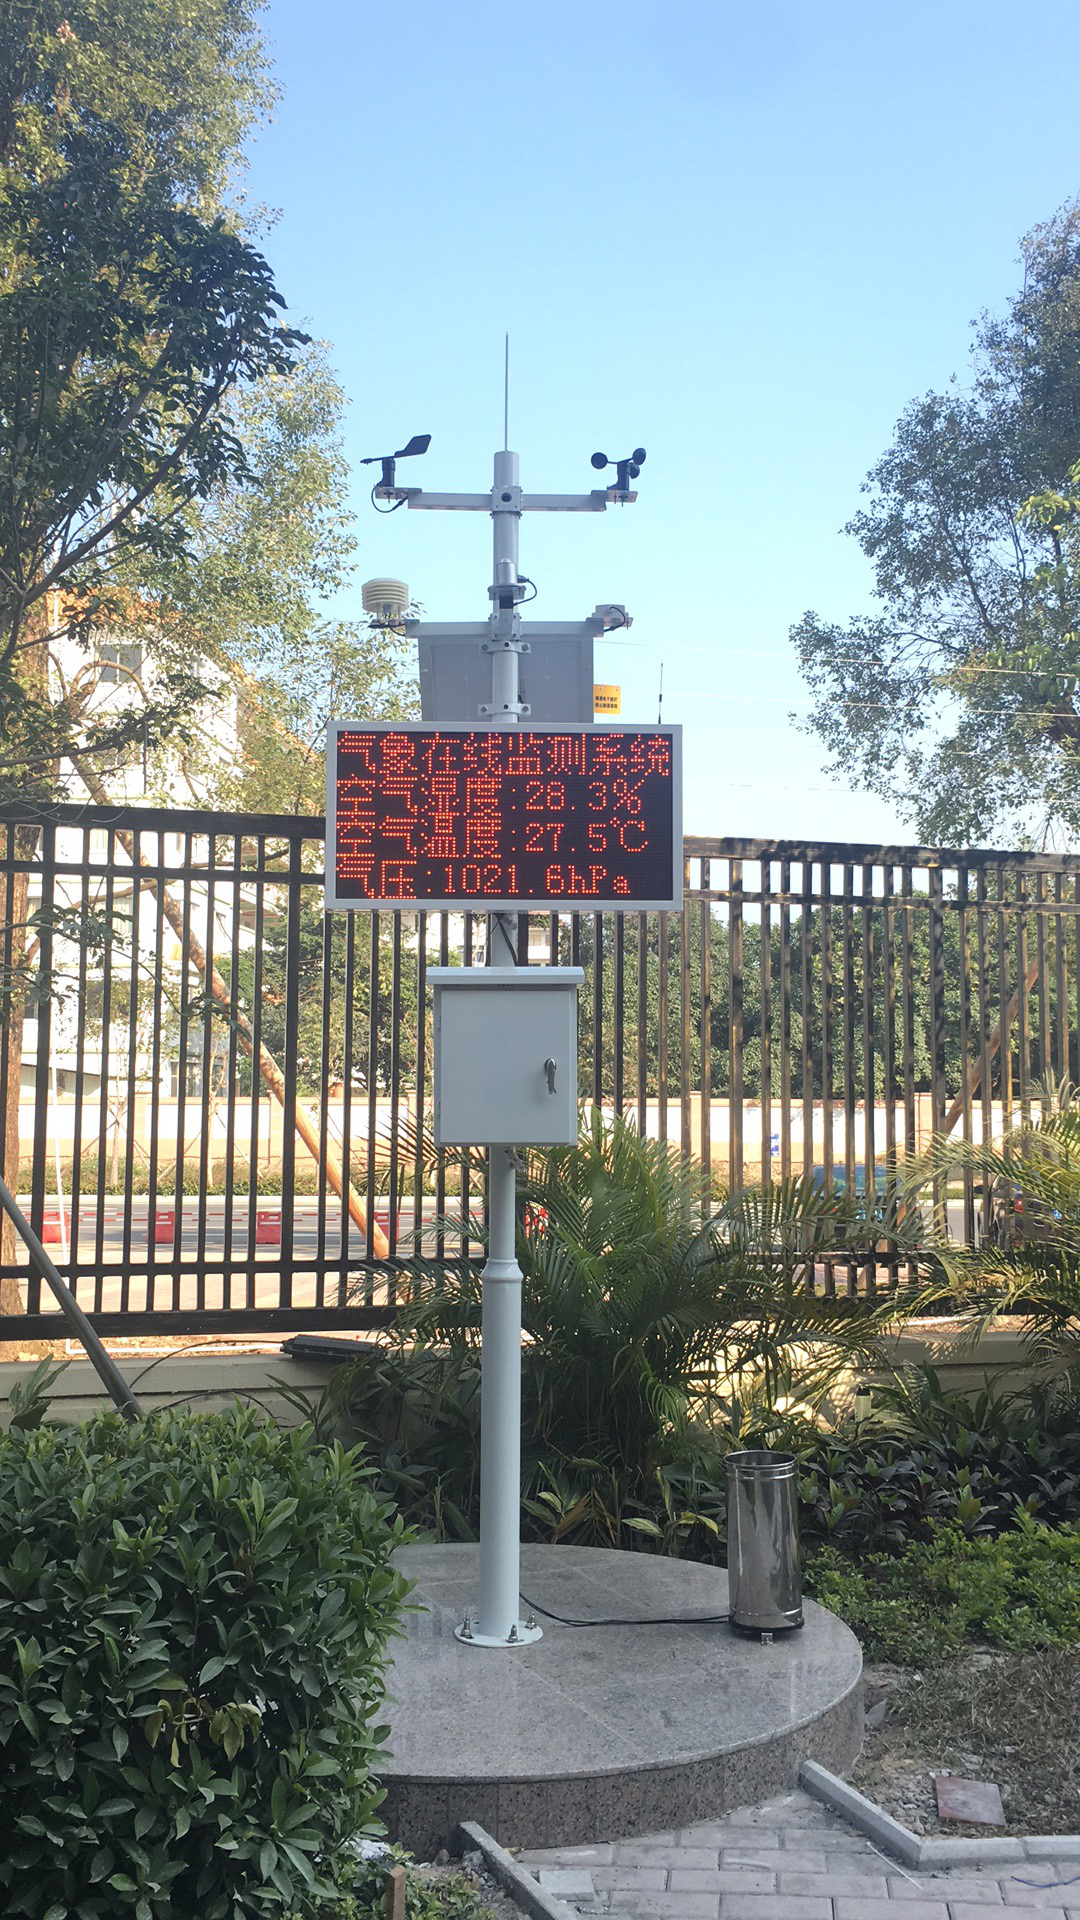 气象在线监测系统
空气湿度:28.3%
空气温度:27.5℃
气压:1021.6hPa